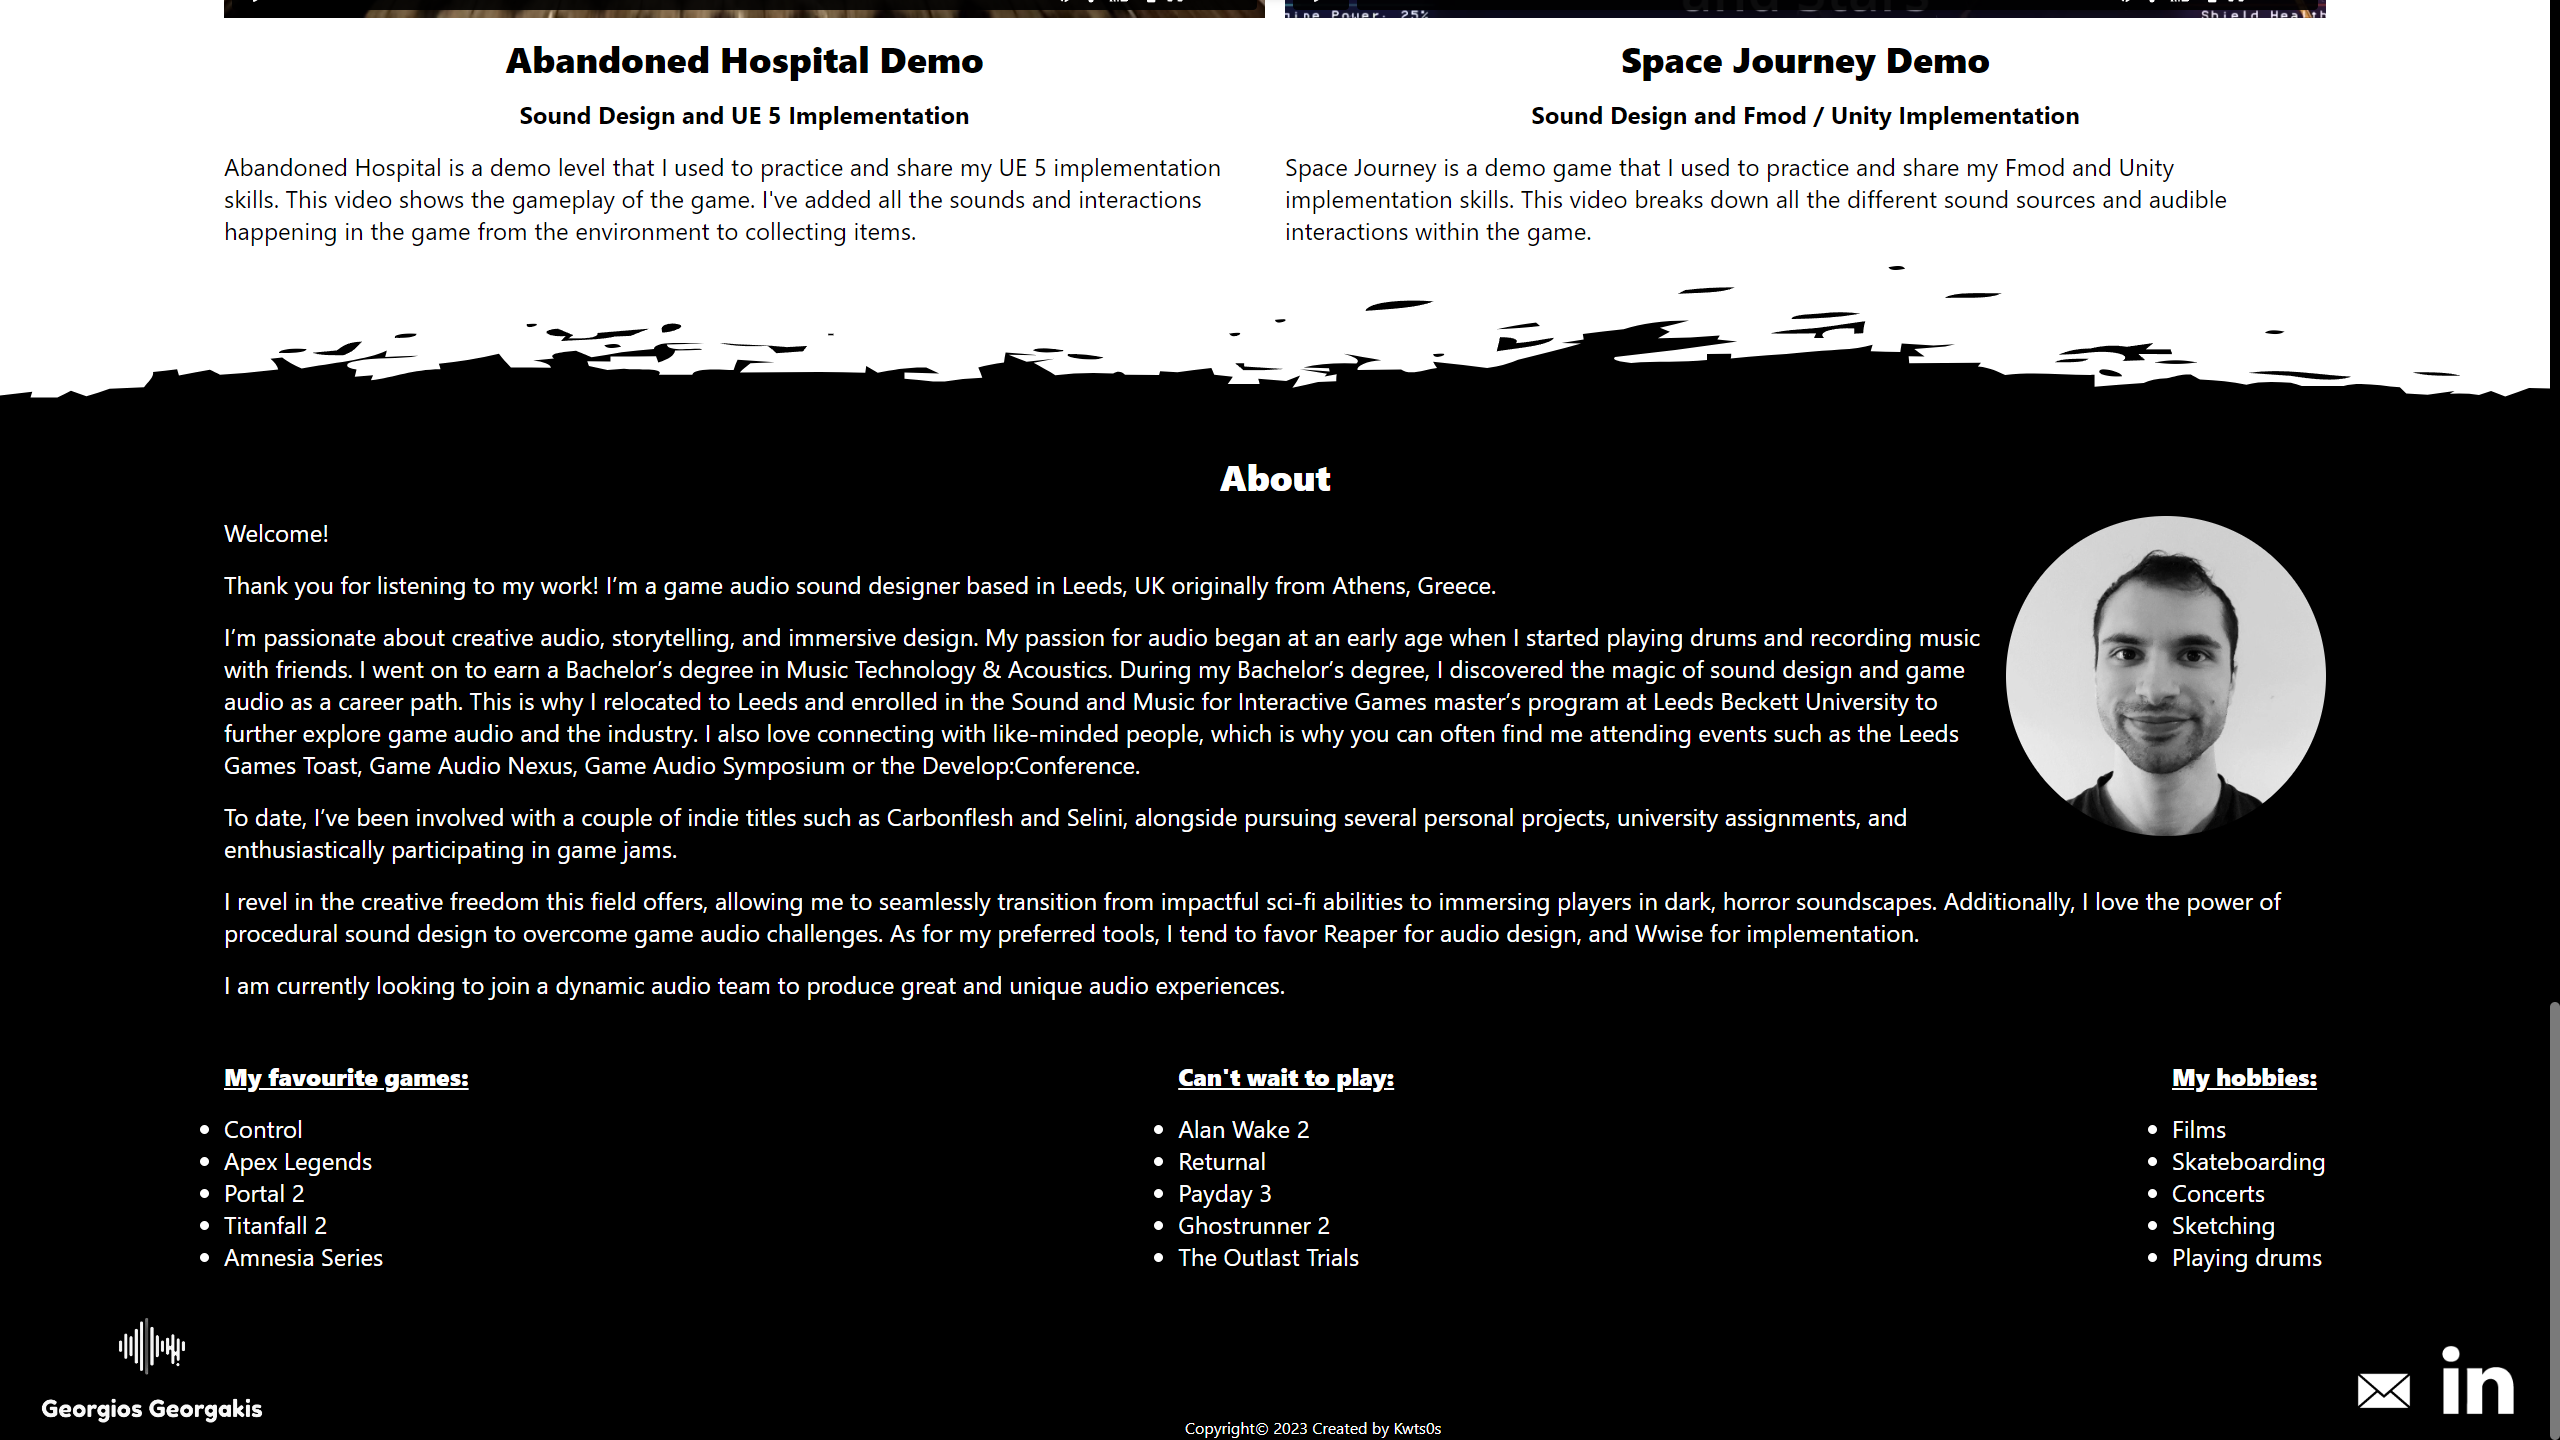 and Stars
Engine Power: 25%
Shield Health
Abandoned Hospital Demo
Sound Design and UE 5 Implementation
Abandoned Hospital is a demo level that I used to practice and share my UE 5 implementation
skills. This video shows the gameplay of the game. I've added all the sounds and interactions
happening in the game from the environment to collecting items.
Space Journey Demo
Sound Design and Fmod / Unity Implementation
Space Journey is a demo game that I used to practice and share my Fmod and Unity
implementation skills. This video breaks down all the different sound sources and audible
interactions within the game.
About
Welcome!
Thank you for listening to my work! I’m a game audio sound designer based in Leeds, UK originally from Athens, Greece.
I’m passionate about creative audio, storytelling, and immersive design. My passion for audio began at an early age when I started playing drums and recording music
with friends. I went on to earn a Bachelor’s degree in Music Technology & Acoustics. During my Bachelor’s degree, I discovered the magic of sound design and game
audio as a career path. This is why I relocated to Leeds and enrolled in the Sound and Music for Interactive Games master’s program at Leeds Beckett University to
further explore game audio and the industry. I also love connecting with like-minded people, which is why you can often find me attending events such as the Leeds
Games Toast, Game Audio Nexus, Game Audio Symposium or the Develop:Conference.
To date, I’ve been involved with a couple of indie titles such as Carbonflesh and Selini, alongside pursuing several personal projects, university assignments, and
enthusiastically participating in game jams.
I revel in the creative freedom this field offers, allowing me to seamlessly transition from impactful sci-fi abilities to immersing players in dark, horror soundscapes. Additionally, I love the power of
procedural sound design to overcome game audio challenges. As for my preferred tools, I tend to favor Reaper for audio design, and Wwise for implementation.
I am currently looking to join a dynamic audio team to produce great and unique audio experiences.
My favourite games:
Control
Apex Legends
Portal 2
Titanfall 2
Amnesia Series
Can't wait to play:
Alan Wake 2
Returnal
Payday 3
Ghostrunner 2
The Outlast Trials
My hobbies:
Films
Skateboarding
Concerts
Sketching
Playing drums
Georgios Georgakis
in
Copyright© 2023 Created by Kwts0s